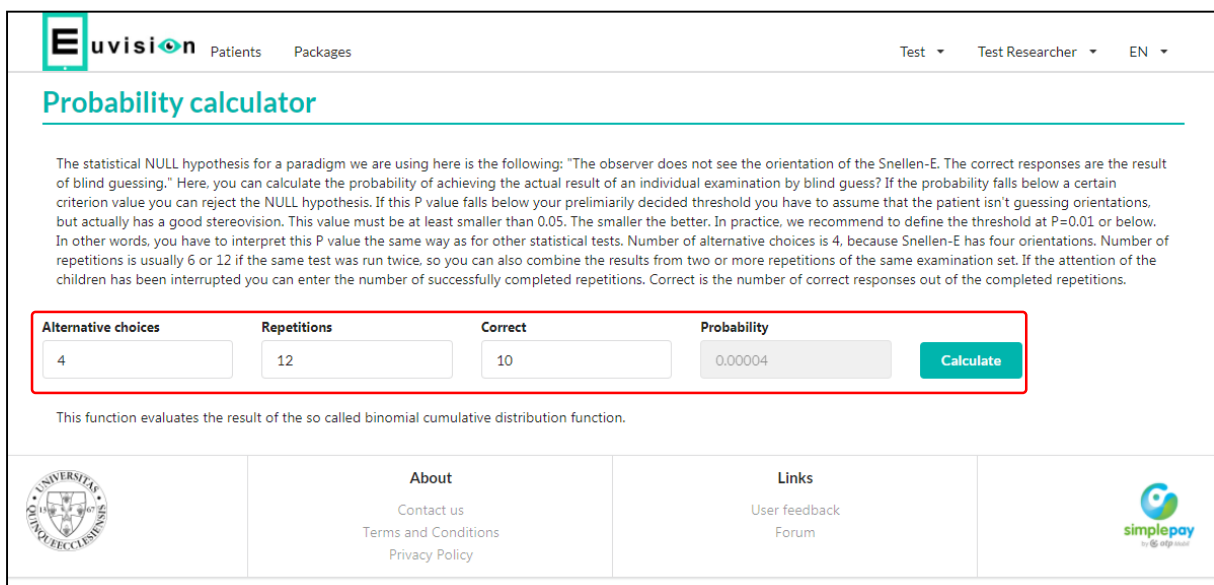 Euvision Patients Packages Test Test Researcher EN
Probability calculator
The statistical NULL hypothesis for a paradigm we are using here is the following: "The observer does not see the orientation of the Snellen-E. The correct responses are the result
of blind guessing." Here, you can calculate the probability of achieving the actual result of an individual examination by blind guess? If the probability falls below a certain
criterion value you can reject the NULL hypothesis. If this P value falls below your prelimiarily decided threshold you have to assume that the patient isn't guessing orientations,
but actually has a good stereovision. This value must be at least smaller than 0.05. The smaller the better. In practice, we recommend to define the threshold at P=0.01 or below.
In other words, you have to interpret this P value the same way as for other statistical tests. Number of alternative choices is 4, because Snellen-E has four orientations. Number of
repetitions is usually 6 or 12 if the same test was run twice, so you can also combine the results from two or more repetitions of the same examination set. If the attention of the
children has been interrupted you can enter the number of successfully completed repetitions. Correct is the number of correct responses out of the completed repetitions.
Alternative choices Repetitions Correct Probability
4 12 10 0.00004 Calculate
This function evaluates the result of the so called binomial cumulative distribution function.
UNIVERSITAS QUINQUEECCLESIENSIS 13 67
About
Contact us
Terms and Conditions
Privacy Policy
Links
User feedback
Forum
simplepay
by otp